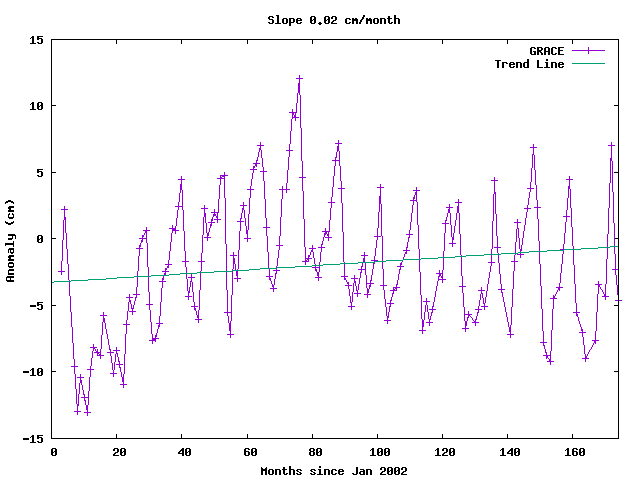 Slope 0.02 cm/month
GRACE
Trend Line
15
10
5
0
-5
-10
-15
Anomaly (cm)
0 20 40 60 80 100 120 140 160
Months since Jan 2002